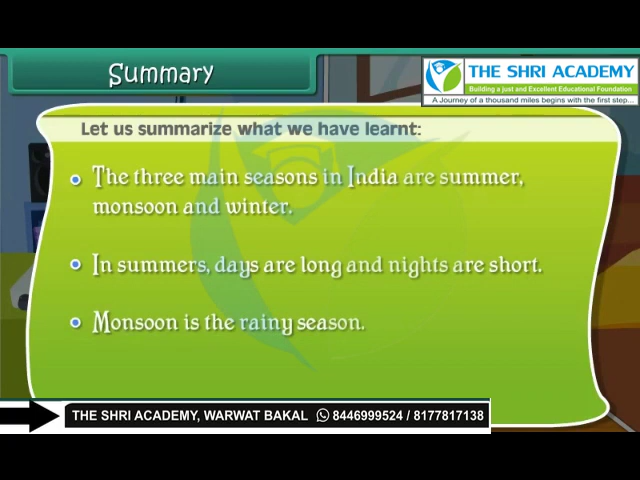 Summary
THE SHRI ACADEMY
Building a just and Excellent Educational Foundation
A Journey of a thousand miles begins with the first step...
Let us summarize what we have learnt:
The three main seasons in India are summer,
monsoon and winter.
In summers, days are long and nights are short.
Monsoon is the rainy season.
THE SHRI ACADEMY, WARWAT BAKAL 8446999524 / 8177817138